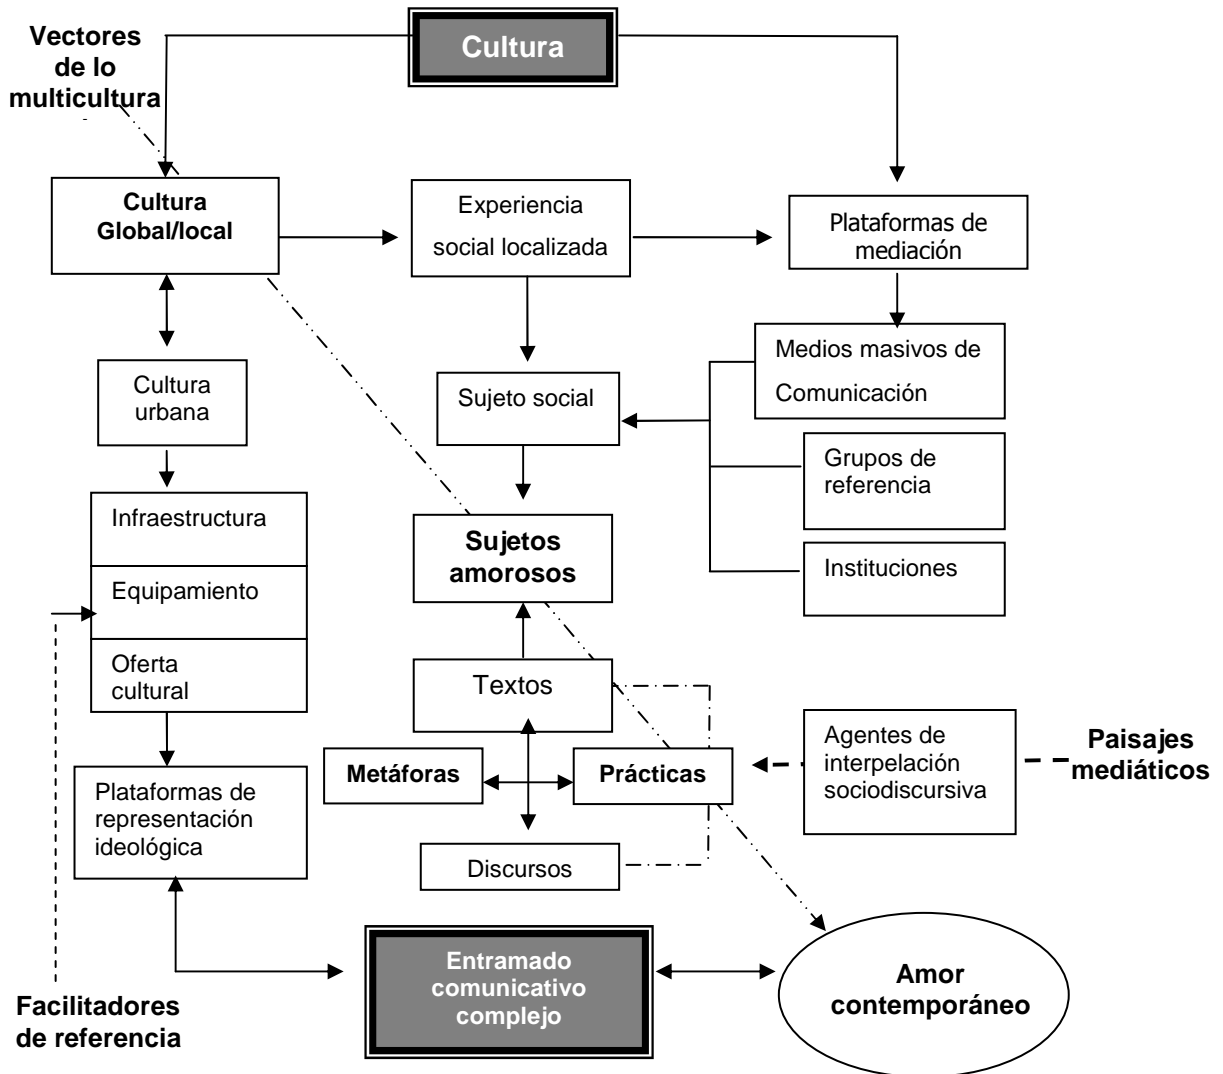 Cultura
Vectores
de lo
multicultura
-
Cultura
Global/local
Experiencia
social localizada
Plataformas de
mediación
Medios masivos de
Comunicación
Cultura
urbana
Sujeto social
Grupos de
referencia
Infraestructura
Equipamiento
Oferta
cultural
Sujetos
amorosos
Instituciones
Textos
Metáforas
Prácticas
Discursos
Agentes de
interpelación
sociodiscursiva
Paisajes
mediáticos
Plataformas de
representación
ideológica
Entramado
comunicativo
complejo
Amor
contemporáneo
Facilitadores
de referencia